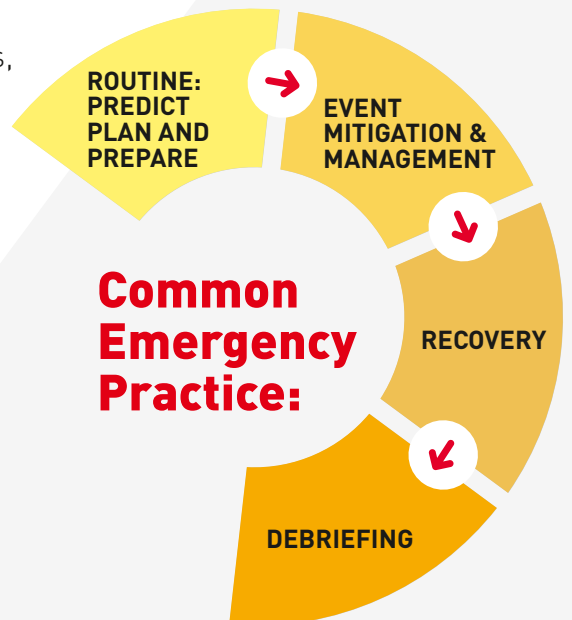 s,
ROUTINE:
PREDICT
PLAN AND
PREPARE
EVENT
MITIGATION &
MANAGEMENT
Common
Emergency
Practice:
RECOVERY
DEBRIEFING